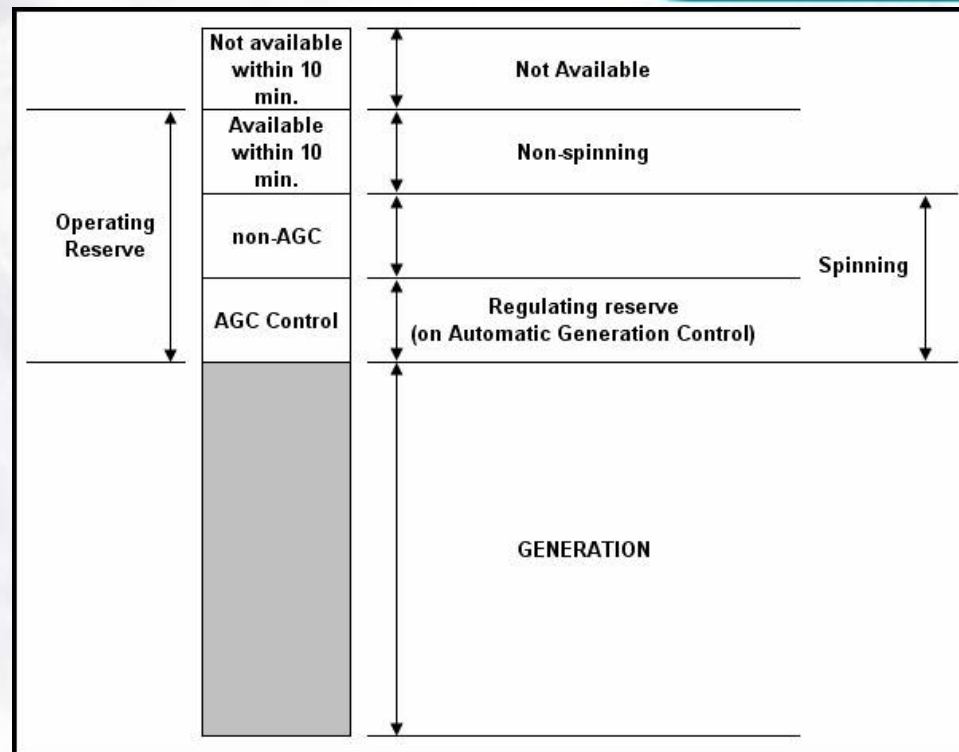 Not available
within 10
min.
Not Available
Available
within 10
min.
Non-spinning
Operating
Reserve
non-AGC
Spinning
AGC Control
Regulating reserve
(on Automatic Generation Control)
GENERATION